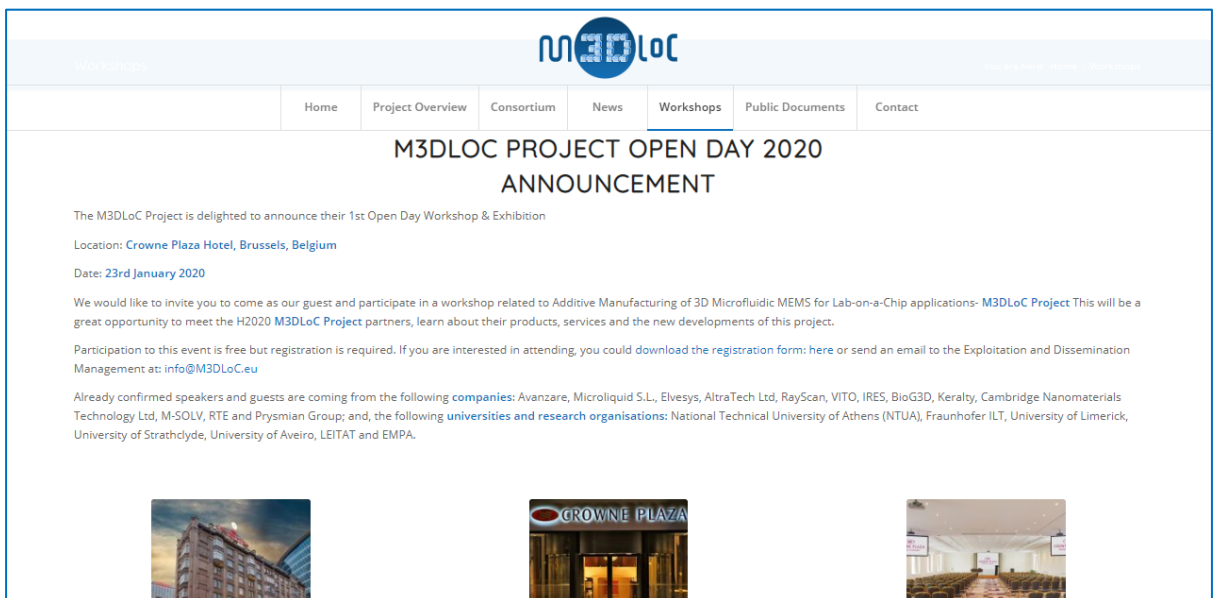 M3DLoC
Workshops
Home
Project Overview
Consortium
News
Workshops
Public Documents
Contact
M3DLOC PROJECT OPEN DAY 2020
ANNOUNCEMENT
The M3DLoC Project is delighted to announce their 1st Open Day Workshop & Exhibition
Location: Crowne Plaza Hotel, Brussels, Belgium
Date: 23rd January 2020
We would like to invite you to come as our guest and participate in a workshop related to Additive Manufacturing of 3D Microfluidic MEMS for Lab-on-a-Chip applications- M3DLoC Project This will be a
great opportunity to meet the H2020 M3DLoC Project partners, learn about their products, services and the new developments of this project.
Participation to this event is free but registration is required. If you are interested in attending, you could download the registration form: here or send an email to the Exploitation and Dissemination
Management at: info@M3DLoC.eu
Already confirmed speakers and guests are coming from the following companies: Avanzare, Microliquid S.L., Elvesys, AltraTech Ltd, RayScan, VITO, IRES, BioG3D, Keralty, Cambridge Nanomaterials
Technology Ltd, M-SOLV, RTE and Prysmian Group; and, the following universities and research organisations: National Technical University of Athens (NTUA), Fraunhofer ILT, University of Limerick,
University of Strathclyde, University of Aveiro, LEITAT and EMPA.
CROWNE PLAZA